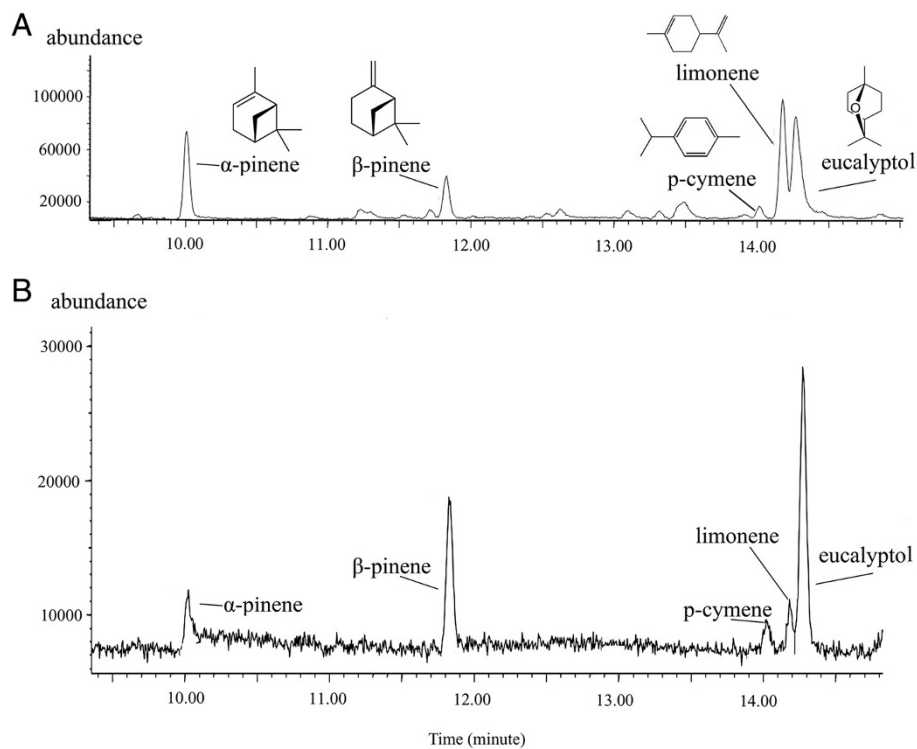 A
abundance
100000
60000
20000
α-pinene
β-pinene
p-cymene
limonene
O
eucalyptol
10.00
11.00
12.00
13.00
14.00
B
abundance
30000
20000
10000
α-pinene
β-pinene
p-cymene
limonene
eucalyptol
10.00
11.00
12.00
13.00
14.00
Time (minute)